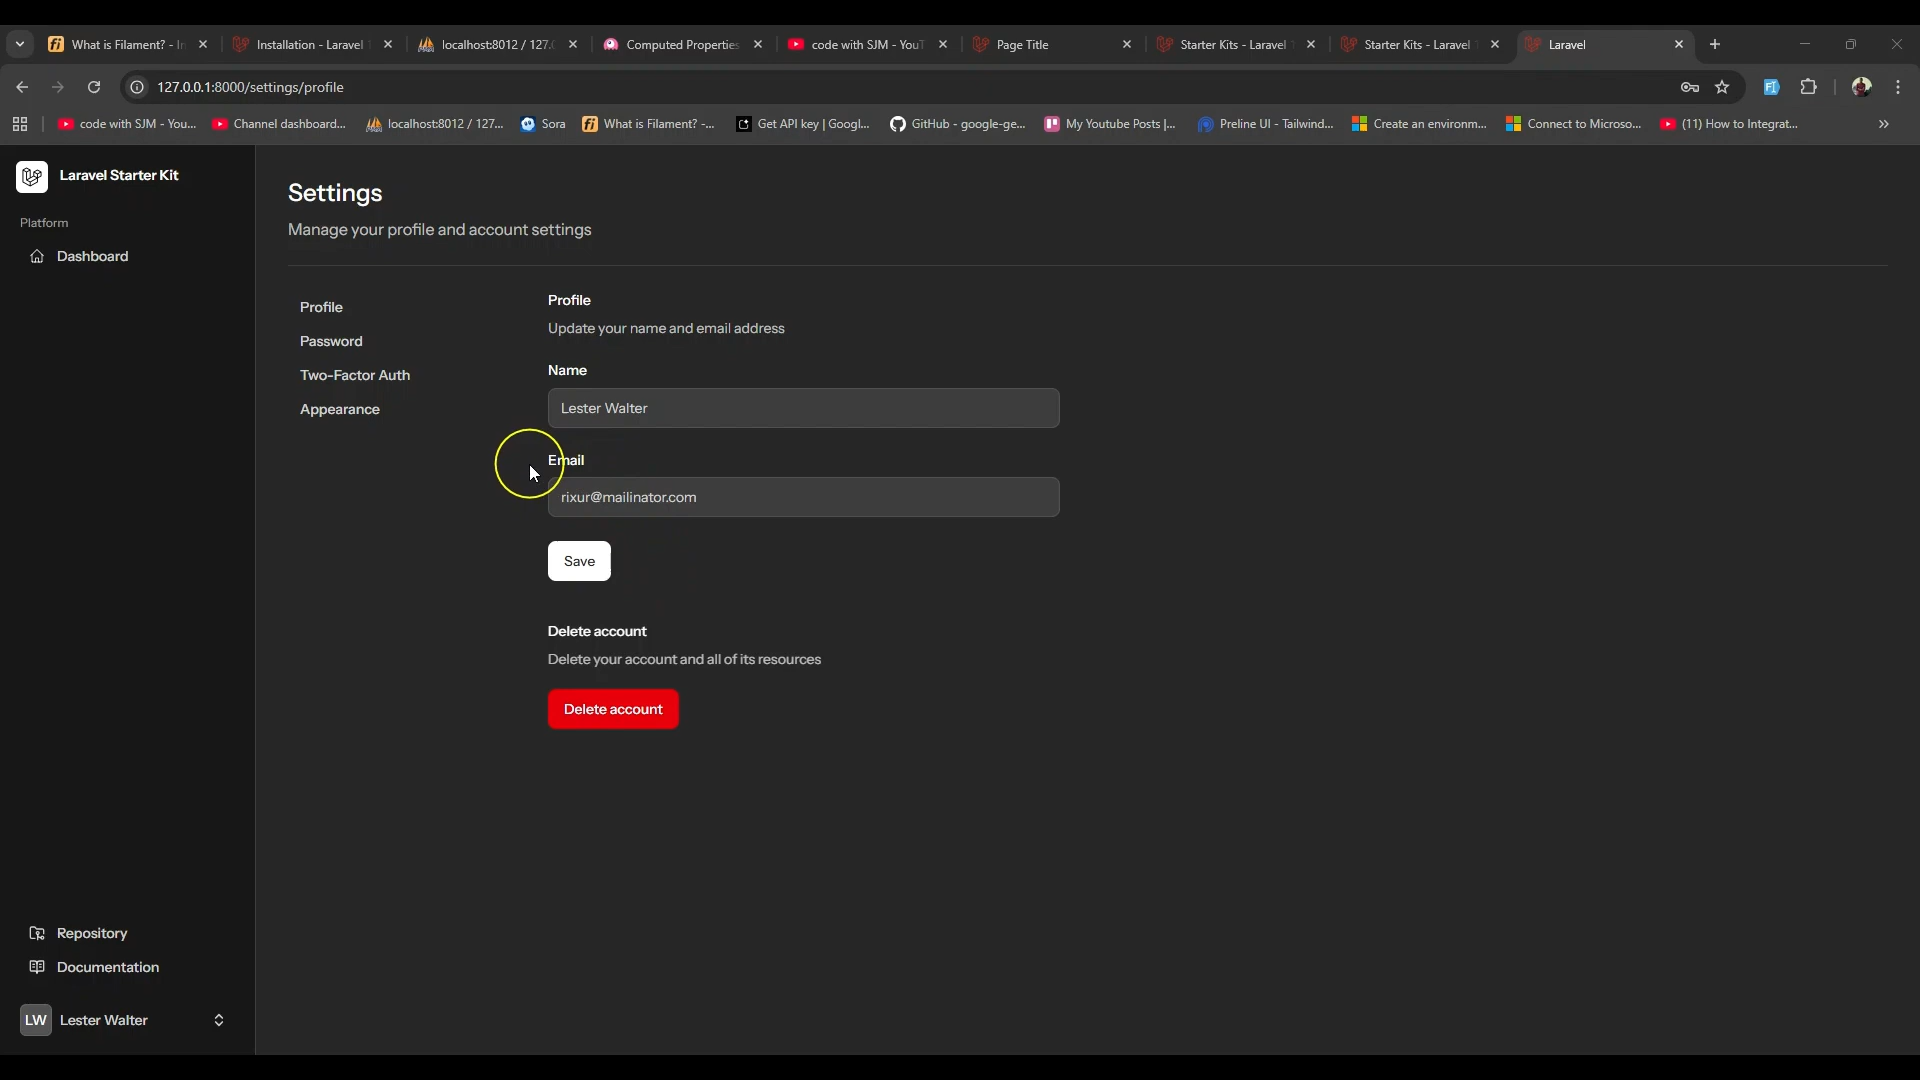 What is Filament? - In
Installation - Laravel
localhost:8012 / 127.0
Computed Properties
code with SJM - YouT
Page Title
Starter Kits - Laravel
Starter Kits - Laravel
Laravel
127.0.0.1:8000/settings/profile
code with SJM - You...
Channel dashboard...
localhost:8012 / 127...
Sora
What is Filament? -...
Get API key | Googl...
GitHub - google-ge...
My Youtube Posts |...
Preline UI - Tailwind...
Create an environm...
Connect to Microso...
(11) How to Integrat...
Laravel Starter Kit
Platform
Dashboard
Settings
Manage your profile and account settings
Profile
Password
Two-Factor Auth
Appearance
Profile
Update your name and email address
Name
Lester Walter
Email
rixur@mailinator.com
Save
Delete account
Delete your account and all of its resources
Delete account
Repository
Documentation
LW Lester Walter